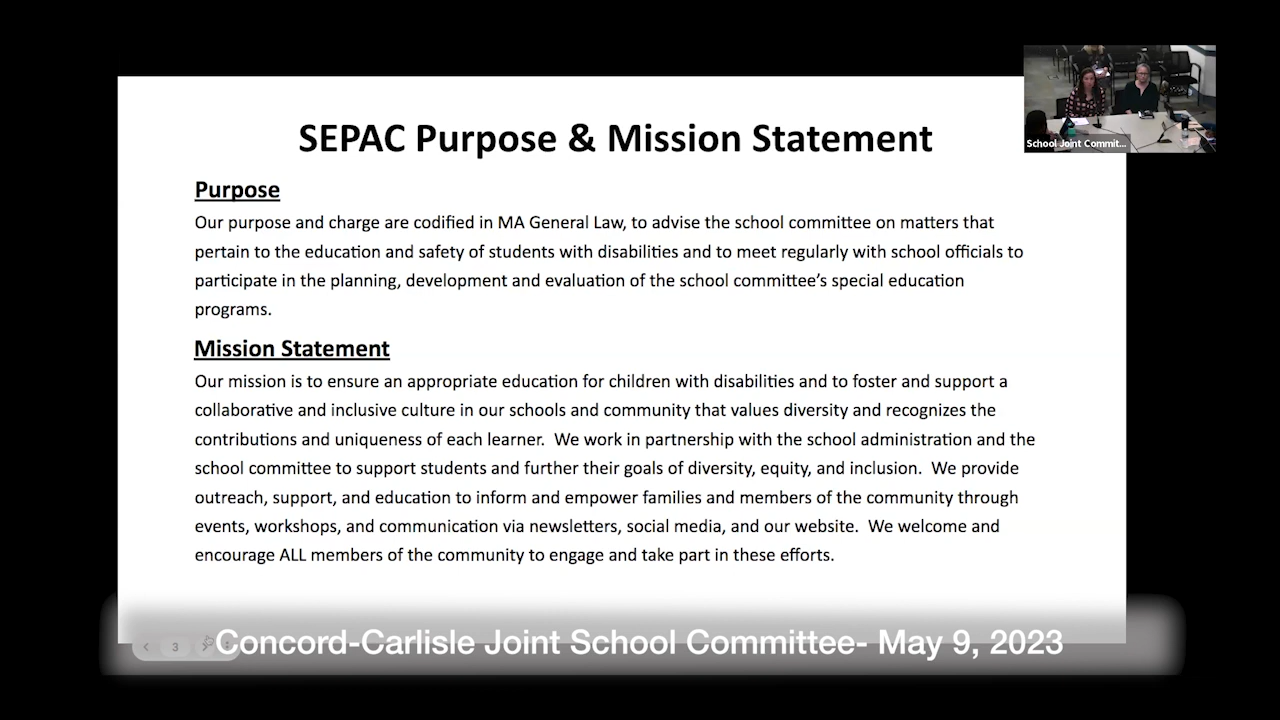 SEPAC Purpose & Mission Statement
School Joint Commit...
Purpose
Our purpose and charge are codified in MA General Law, to advise the school committee on matters that
pertain to the education and safety of students with disabilities and to meet regularly with school officials to
participate in the planning, development and evaluation of the school committee’s special education
programs.
Mission Statement
Our mission is to ensure an appropriate education for children with disabilities and to foster and support a
collaborative and inclusive culture in our schools and community that values diversity and recognizes the
contributions and uniqueness of each learner.  We work in partnership with the school administration and the
school committee to support students and further their goals of diversity, equity, and inclusion.  We provide
outreach, support, and education to inform and empower families and members of the community through
events, workshops, and communication via newsletters, social media, and our website.  We welcome and
encourage ALL members of the community to engage and take part in these efforts.
3
Concord-Carlisle Joint School Committee- May 9, 2023